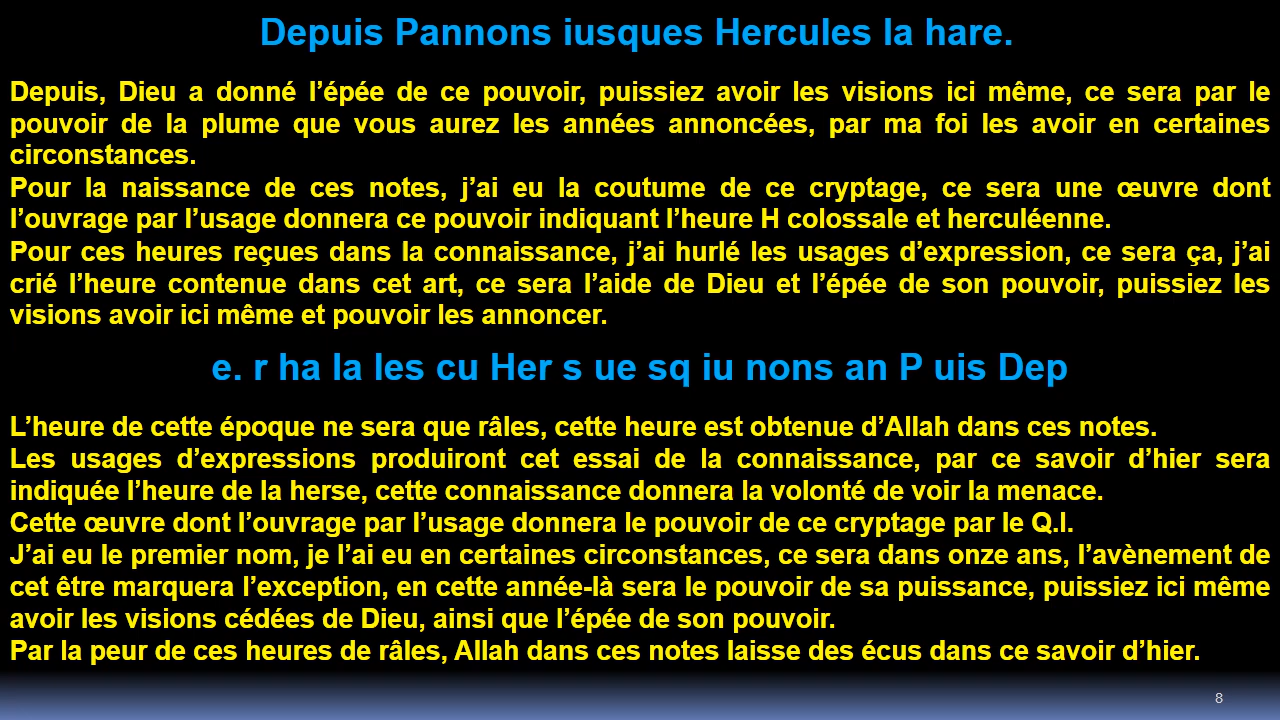 Depuis Pannons iusques Hercules la hare.
Depuis, Dieu a donné l’épée de ce pouvoir, puissiez avoir les visions ici même, ce sera par le
pouvoir de la plume que vous aurez les années annoncées, par ma foi les avoir en certaines
circonstances.
Pour la naissance de ces notes, j’ai eu la coutume de ce cryptage, ce sera une œuvre dont
l’ouvrage par l’usage donnera ce pouvoir indiquant l’heure H colossale et herculéenne.
Pour ces heures reçues dans la connaissance, j’ai hurlé les usages d’expression, ce sera ça, j’ai
crié l’heure contenue dans cet art, ce sera l’aide de Dieu et l’épée de son pouvoir, puissiez les
visions avoir ici même et pouvoir les annoncer.
e. r ha la les cu Her s ue sq iu nons an P uis Dep
L’heure de cette époque ne sera que râles, cette heure est obtenue d’Allah dans ces notes.
Les usages d’expressions produiront cet essai de la connaissance, par ce savoir d’hier sera
indiquée l’heure de la herse, cette connaissance donnera la volonté de voir la menace.
Cette œuvre dont l’ouvrage par l’usage donnera le pouvoir de ce cryptage par le Q.I.
J’ai eu le premier nom, je l’ai eu en certaines circonstances, ce sera dans onze ans, l’avènement de
cet être marquera l’exception, en cette année-là sera le pouvoir de sa puissance, puissiez ici même
avoir les visions cédées de Dieu, ainsi que l’épée de son pouvoir.
Par la peur de ces heures de râles, Allah dans ces notes laisse des écus dans ce savoir d’hier.
8